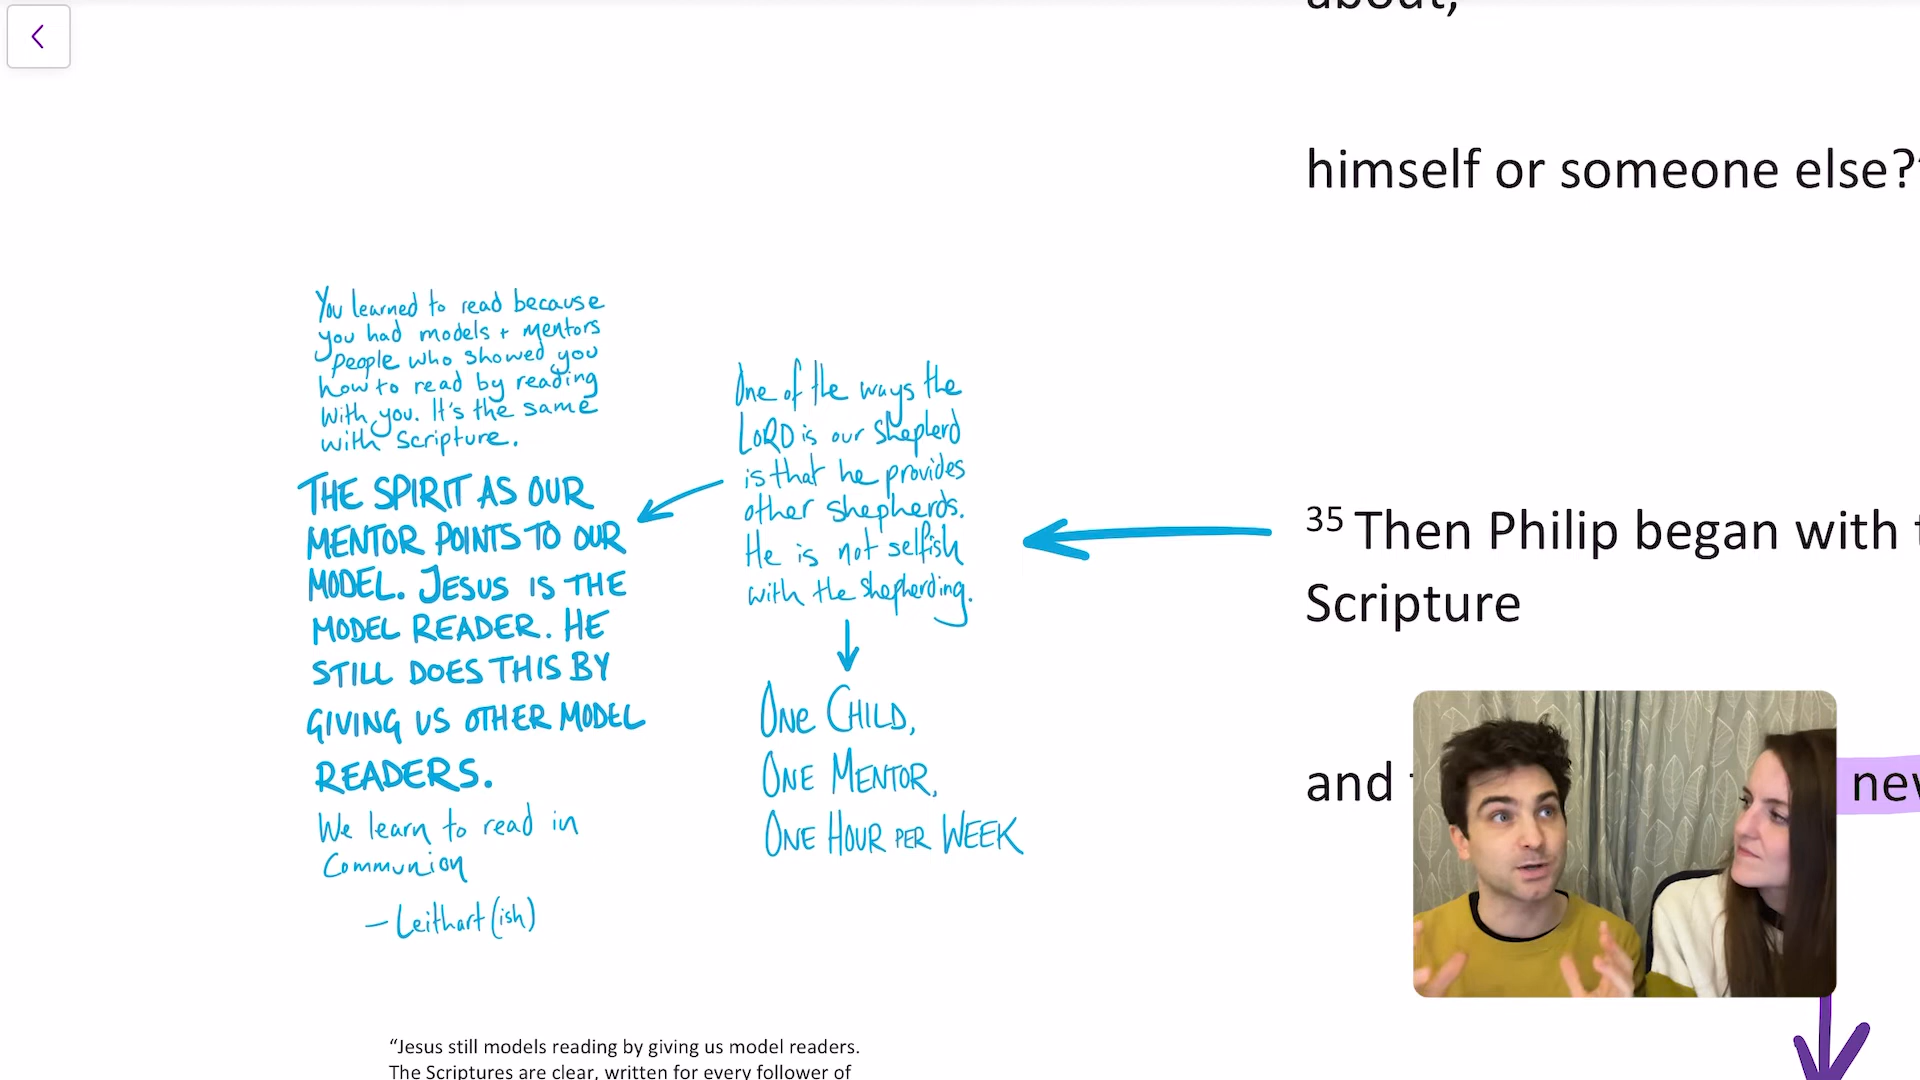 about,
himself or someone else?"
You learned to read because
you had models + mentors
people who showed you
how to read by reading
with you. It's the same
with Scripture.
THE SPIRIT AS OUR
MENTOR POINTS TO OUR
MODEL. JESUS IS THE
MODEL READER. HE
STILL DOES THIS BY
GIVING US OTHER MODEL
READERS.
We learn to read in
Communion
— Leithart (ish)
One of the ways the
LORD is our shepherd
is that he provides
other shepherds.
He is not selfish
with the shepherding.
ONE CHILD,
ONE MENTOR,
ONE HOUR PER WEEK
35 Then Philip began with
Scripture
and
"Jesus still models reading by giving us model readers.
The Scriptures are clear, written for every follower of